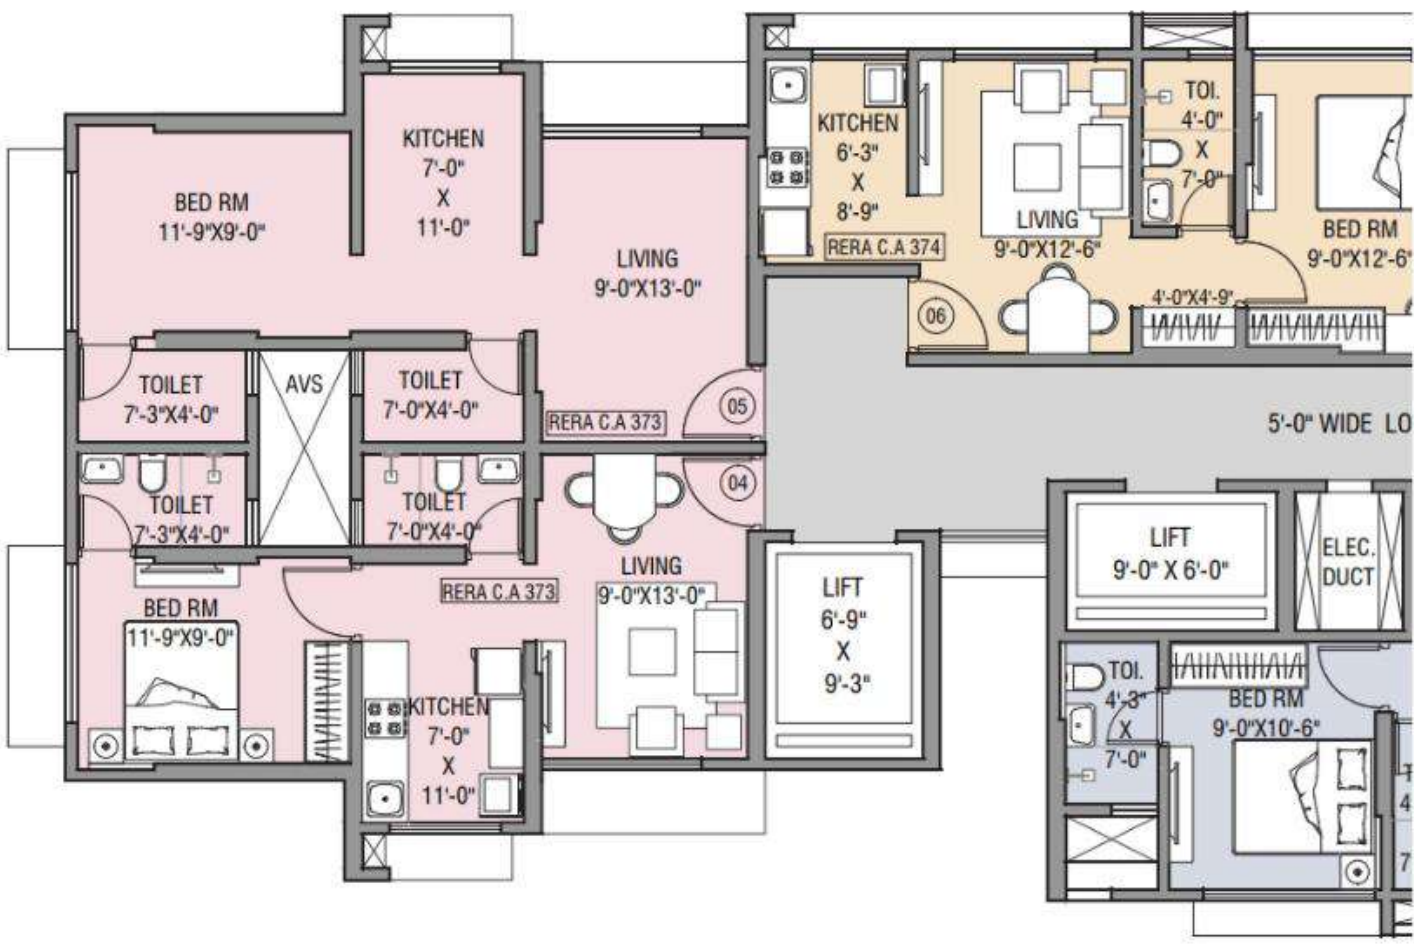 KITCHEN
7'-0"
X
11'-0"
BED RM
11'-9"X9'-0"
LIVING
9'-0"X13'-0"
TOILET
7'-3"X4'-0"
AVS
TOILET
7'-0"X4'-0"
RERA C.A 373
05
KITCHEN
6'-3"
X
8'-9"
RERA C.A 374
LIVING
9'-0"X12'-6"
TOI.
4'-0"
X
7'-0"
BED RM
9'-0"X12'-6"
4'-0"X4'-9"
06
5'-0" WIDE LO
TOILET
7'-3"X4'-0"
TOILET
7'-0"X4'-0"
04
BED RM
11'-9"X9'-0"
RERA C.A 373
LIVING
9'-0"X13'-0"
KITCHEN
7'-0"
X
11'-0"
LIFT
6'-9"
X
9'-3"
LIFT
9'-0" X 6'-0"
ELEC.
DUCT
TOI.
4'-3"
X
7'-0"
BED RM
9'-0"X10'-6"
4
7